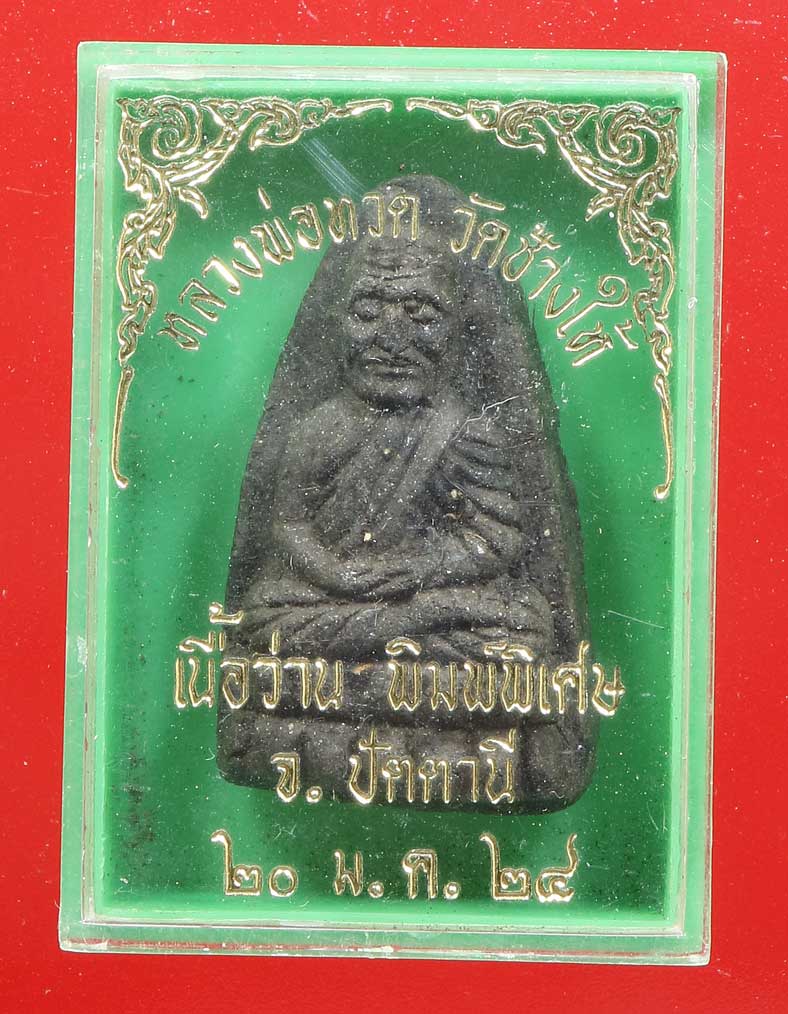 หลวงพ่อทวด วัดช้างให้
เนื้อว่าน พิมพ์พิเศษ
จ. ปัตตานี
๒๐ ม.ค. ๒๔